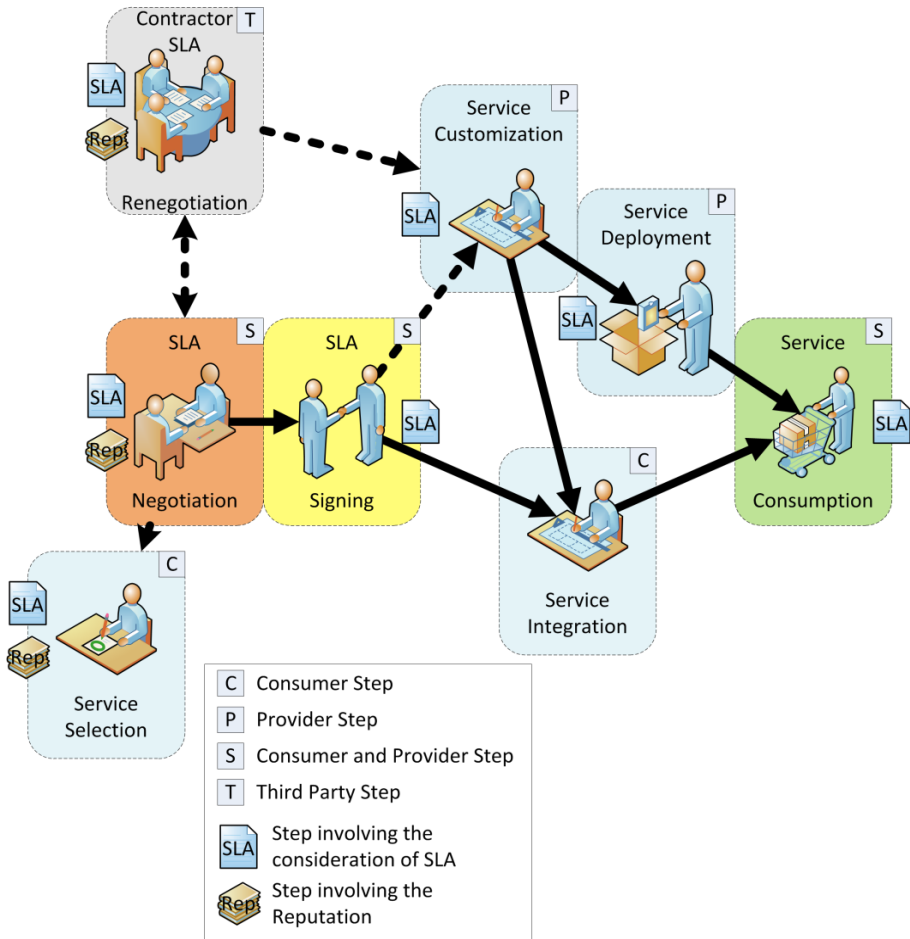 Contractor
T
SLA
SLA
Rep
Renegotiation
P
Service
Customization
SLA
P
Service
Deployment
SLA
S
SLA
SLA
Rep
Negotiation
S
SLA
SLA
Signing
S
Service
SLA
Consumption
C
Service
Integration
C
SLA
Rep
Service
Selection
C Consumer Step
P Provider Step
S Consumer and Provider Step
T Third Party Step
SLA
Step involving the
consideration of SLA
Rep
Step involving the
Reputation